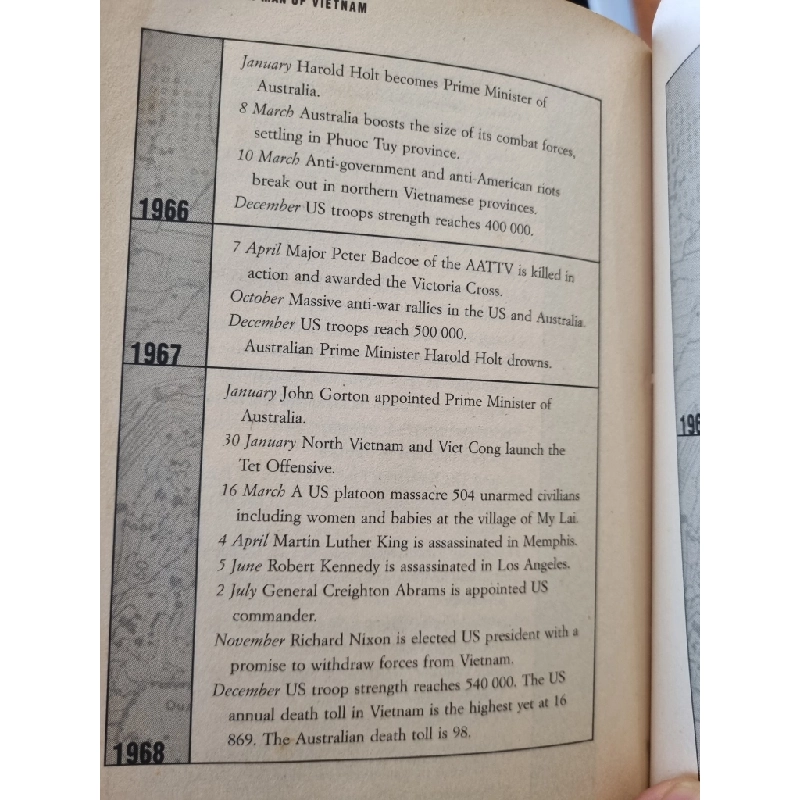 MAN OF VIETNAM
January Harold Holt becomes Prime Minister of
Australia.
8 March Australia boosts the size of its combat forces,
settling in Phuoc Tuy province.
10 March Anti-government and anti-American riots
break out in northern Vietnamese provinces.
December US troops strength reaches 400 000.
1966
7 April Major Peter Badcoe of the AATTV is killed in
action and awarded the Victoria Cross.
October Massive anti-war rallies in the US and Australia.
December US troops reach 500 000.
Australian Prime Minister Harold Holt drowns.
1967
January John Gorton appointed Prime Minister of
Australia.
30 January North Vietnam and Viet Cong launch the
Tet Offensive.
16 March A US platoon massacre 504 unarmed civilians
including women and babies at the village of My Lai.
4 April Martin Luther King is assassinated in Memphis.
5 June Robert Kennedy is assassinated in Los Angeles.
2 July General Creighton Abrams is appointed US
commander.
November Richard Nixon is elected US president with a
promise to withdraw forces from Vietnam.
December US troop strength reaches 540 000. The US
annual death toll in Vietnam is the highest yet at 16
869. The Australian death toll is 98.
1968